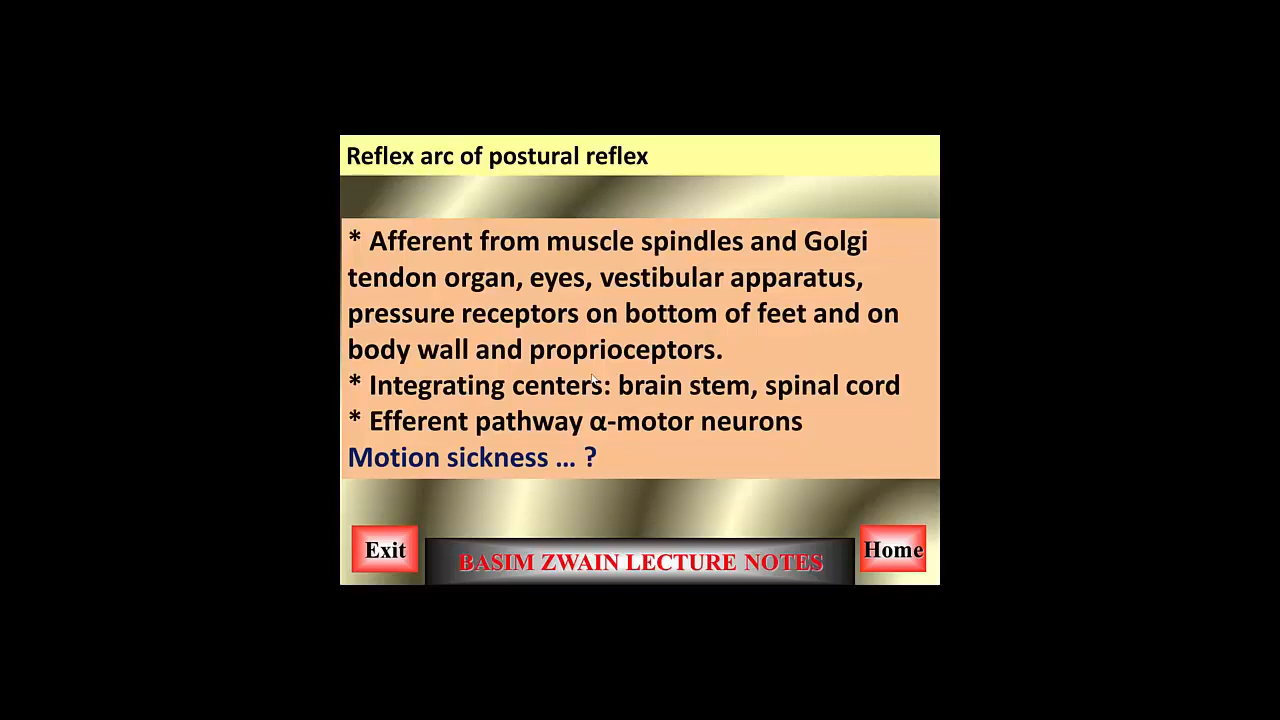 Reflex arc of postural reflex
* Afferent from muscle spindles and Golgi
tendon organ, eyes, vestibular apparatus,
pressure receptors on bottom of feet and on
body wall and proprioceptors.
* Integrating centers: brain stem, spinal cord
* Efferent pathway α-motor neurons
Motion sickness ... ?
Exit
BASIM ZWAIN LECTURE NOTES
Home